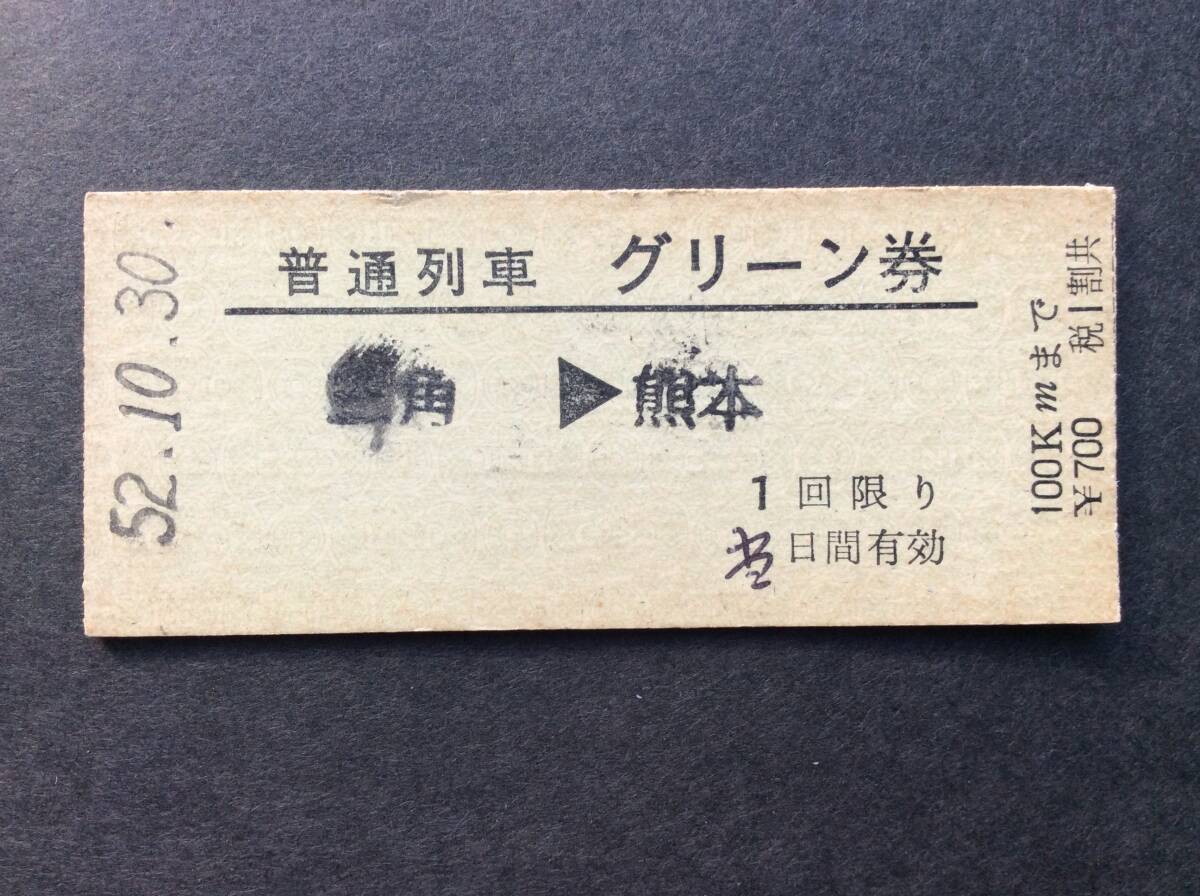 52.10.30.
普通列車 グリーン券
角 ▶ 熊本
1回限り
当日間有効
100Kmまで
¥700 税1割共